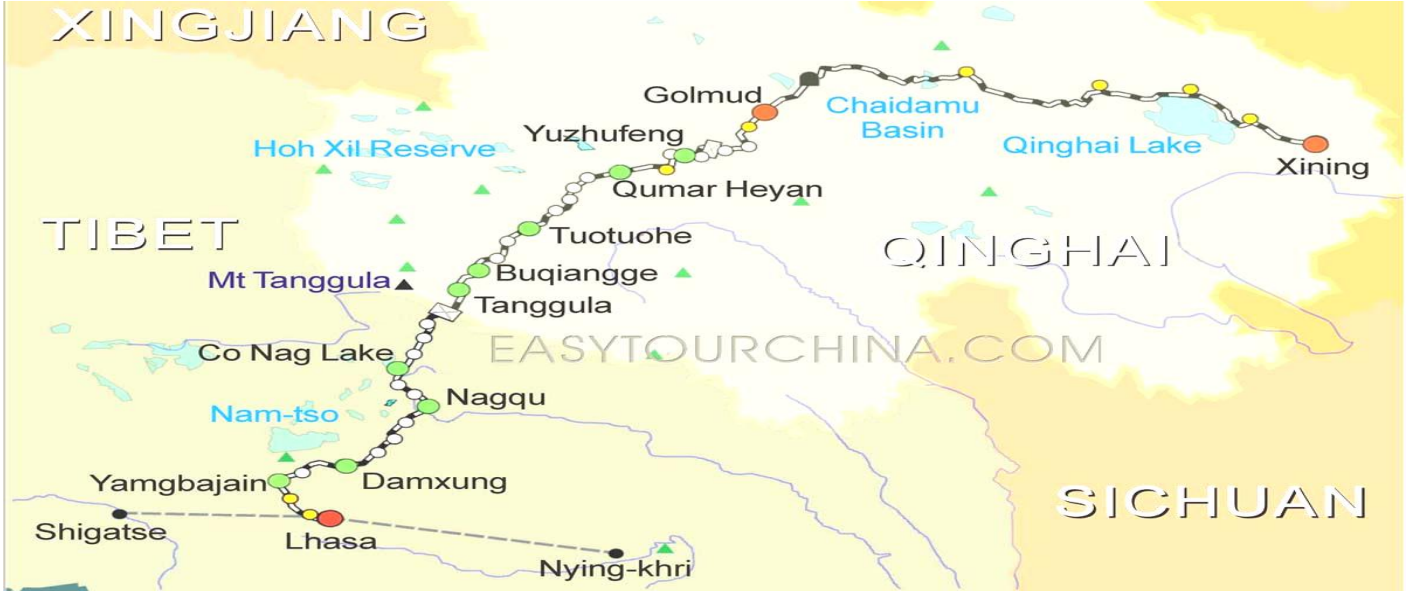 XINGJIANG
Golmud
Chaidamu
Basin
Yuzhufeng
Hoh Xil Reserve
Qinghai Lake
Xining
Qumar Heyan
TIBET
Tuotuohe
QINGHAI
Buqiangge
Mt Tanggula
Tanggula
EASYTOURCHINA.COM
Co Nag Lake
Nagqu
Nam-tso
Yamgbajain
Damxung
SICHUAN
Shigatse
Lhasa
Nying-khri